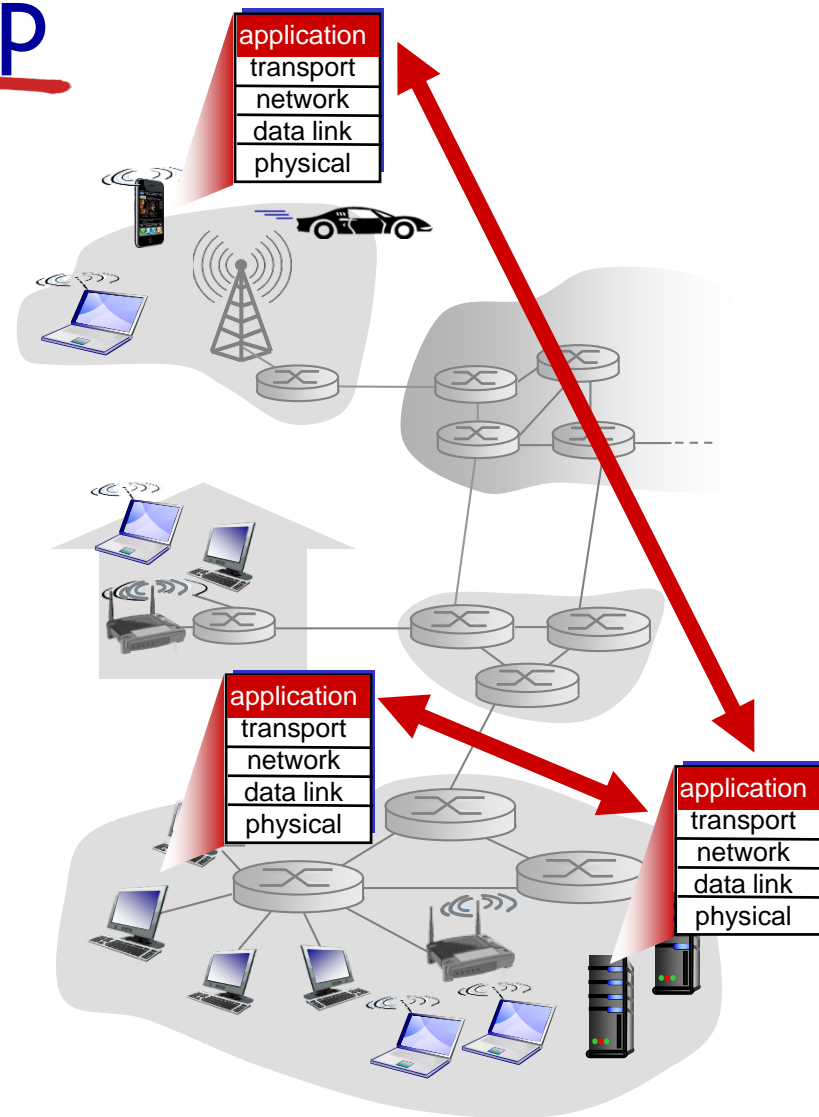 p
application
transport
network
data link
physical
application
transport
network
data link
physical
application
transport
network
data link
physical